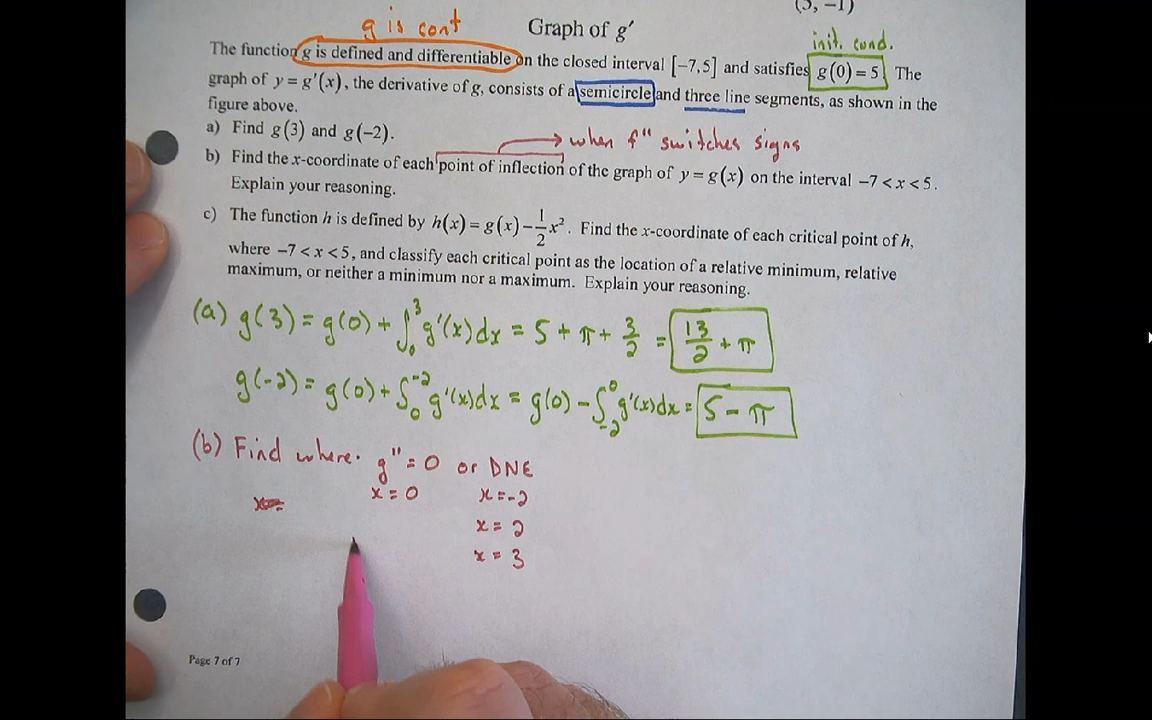 (5, -1)
g is cont
Graph of g′
init. cond.
The function g is defined and differentiable on the closed interval [−7,5] and satisfies g(0) = 5. The
graph of y = g′(x), the derivative of g, consists of a semicircle and three line segments, as shown in the
figure above.
a) Find g(3) and g(−2).
→ when f" switches signs
b) Find the x-coordinate of each point of inflection of the graph of y = g(x) on the interval −7 < x < 5.
Explain your reasoning.
c) The function h is defined by h(x) = g(x) − 1/2 x². Find the x-coordinate of each critical point of h,
where −7 < x < 5, and classify each critical point as the location of a relative minimum, relative
maximum, or neither a minimum nor a maximum. Explain your reasoning.
(a) g(3) = g(0) + ∫₀³ g'(x)dx = 5 + π + 3/2 = 13/2 + π
g(-2) = g(0) + ∫₀⁻² g'(x)dx = g(0) − ∫₋₂⁰ g'(x)dx = 5 − π
(b) Find where. g" = 0 or DNE
x = 0 x = -2
x = 2
x = 3
Page 7 of 7